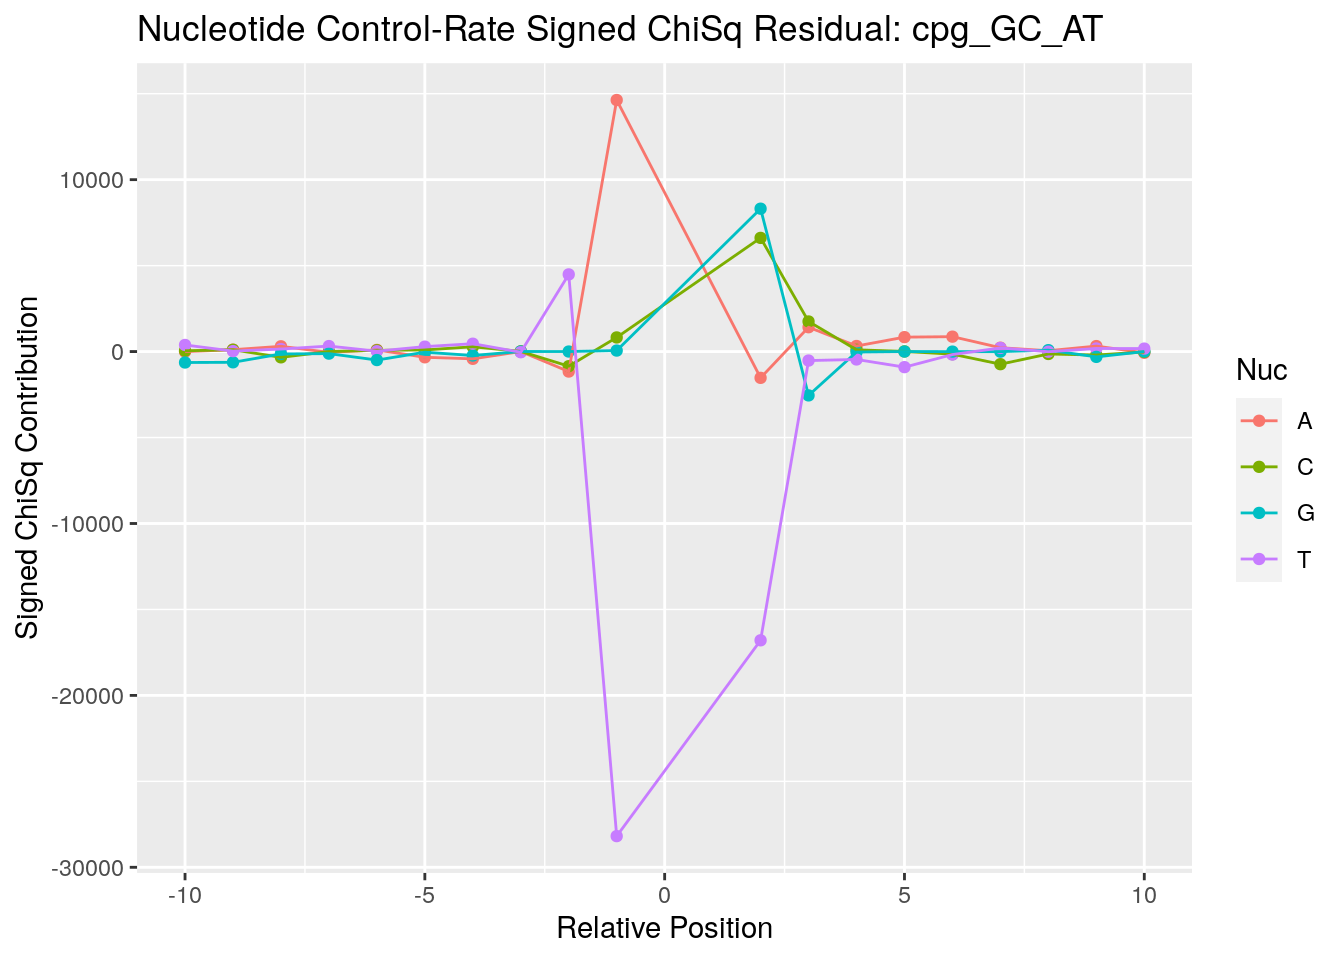 Nucleotide Control-Rate Signed ChiSq Residual: cpg_GC_AT
Signed ChiSq Contribution
10000
0
-10000
-20000
-30000
-10
-5
0
5
10
Relative Position
Nuc
A
C
G
T